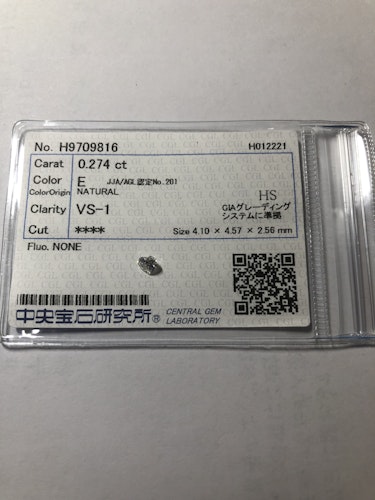 No. H9709816 H012221
Carat 0.274 ct
Color E JJA/AGL認定No.201
ColorOrigin NATURAL HS
Clarity VS-1 GIAグレーディング
システムに準拠
Cut **** Size 4.10 × 4.57 × 2.56 mm
Fluo. NONE
中央宝石研究所® CENTRAL GEM
LABORATORY